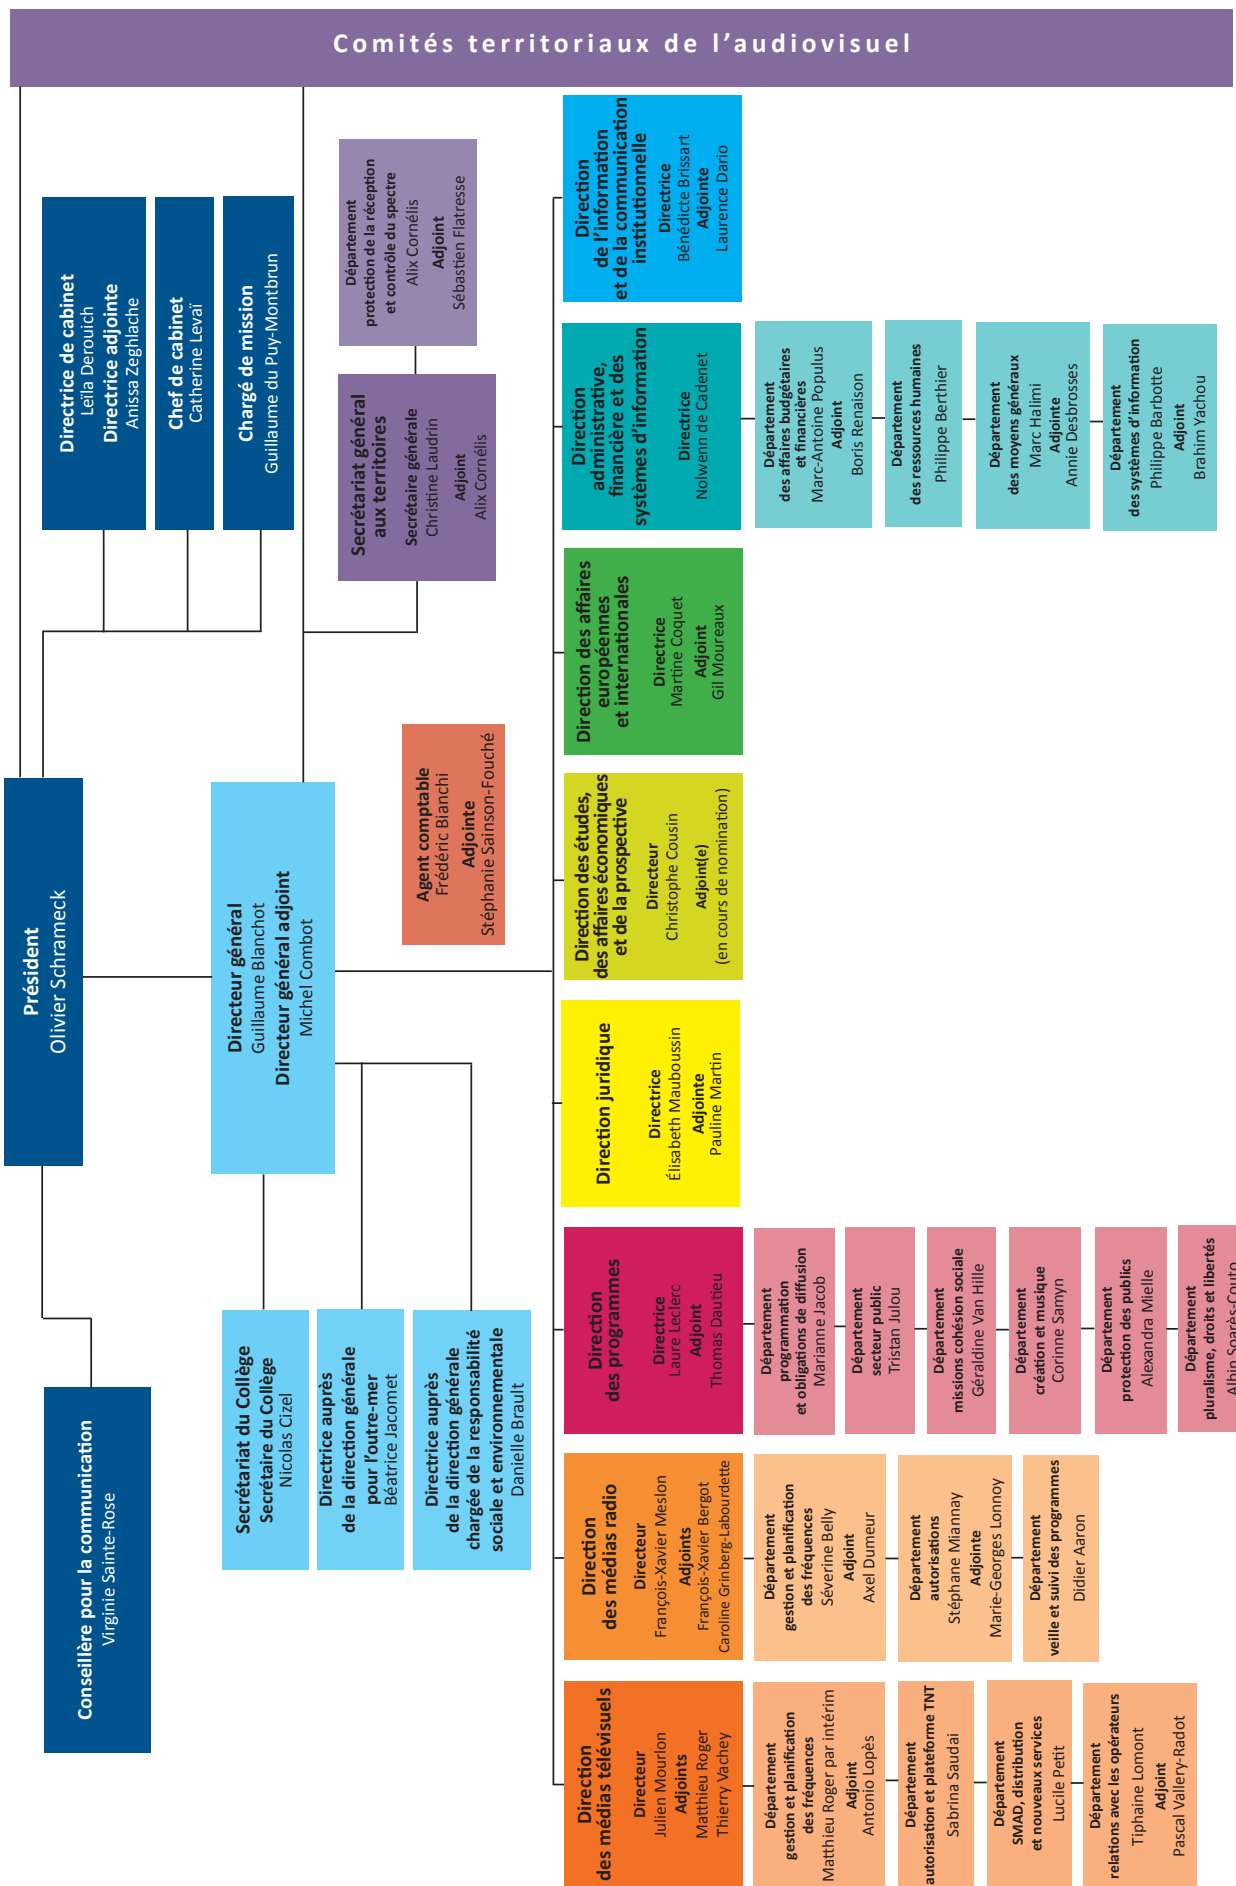 Comités territoriaux de l’audiovisuel
Président
Olivier Schrameck
Conseillère pour la communication
Virginie Sainte-Rose
Directrice de cabinet
Leïla Derouich
Directrice adjointe
Anissa Zeghlache
Chef de cabinet
Catherine Levaï
Chargé de mission
Guillaume du Puy-Montbrun
Directeur général
Guillaume Blanchot
Directeur général adjoint
Michel Combot
Secrétariat du Collège
Secrétaire du Collège
Nicolas Cizel
Directrice auprès
de la direction générale
pour l’outre-mer
Béatrice Jacomet
Directrice auprès
de la direction générale
chargée de la responsabilité
sociale et environnementale
Danielle Brault
Secrétariat général
aux territoires
Secrétaire générale
Christine Laudrin
Adjoint
Alix Cornélis
Département
protection de la réception
et contrôle du spectre
Alix Cornélis
Adjoint
Sébastien Flatresse
Agent comptable
Frédéric Bianchi
Adjointe
Stéphanie Sainson-Fouché
Direction
des médias télévisuels
Directeur
Julien Mourlon
Adjoints
Matthieu Roger
Thierry Vachey
Département
gestion et planification
des fréquences
Matthieu Roger par intérim
Adjoint
Antonio Lopès
Département
autorisation et plateforme TNT
Sabrina Saudai
Département
SMAD, distribution
et nouveaux services
Lucile Petit
Département
relations avec les opérateurs
Tiphaine Lomont
Adjoint
Pascal Vallery-Radot
Direction
des médias radio
Directeur
François-Xavier Meslon
Adjoints
François-Xavier Bergot
Caroline Grinberg-Labourdette
Département
gestion et planification
des fréquences
Séverine Belly
Adjoint
Axel Dumeur
Département
autorisations
Stéphane Miannay
Adjointe
Marie-Georges Lonnoy
Département
veille et suivi des programmes
Didier Aaron
Direction
des programmes
Directrice
Laure Leclerc
Adjoint
Thomas Dautieu
Département
programmation
et obligations de diffusion
Marianne Jacob
Département
secteur public
Tristan Julou
Département
missions cohésion sociale
Géraldine Van Hille
Département
création et musique
Corinne Samyn
Département
protection des publics
Alexandra Mielle
Département
pluralisme, droits et libertés
Albin Soarès-Couto
Direction juridique
Directrice
Élisabeth Mauboussin
Adjointe
Pauline Martin
Direction des études,
des affaires économiques
et de la prospective
Directeur
Christophe Cousin
Adjoint(e)
(en cours de nomination)
Direction des affaires
européennes
et internationales
Directrice
Martine Coquet
Adjoint
Gil Moureaux
Direction
administrative,
financière et des
systèmes d’information
Directrice
Nolwenn de Cadenet
Département
des affaires budgétaires
et financières
Marc-Antoine Populus
Adjoint
Boris Renaison
Département
des ressources humaines
Philippe Berthier
Département
des moyens généraux
Marc Halimi
Adjointe
Annie Desbrosses
Département
des systèmes d’information
Philippe Barbotte
Adjoint
Brahim Yachou
Direction
de l’information
et de la communication
institutionnelle
Directrice
Bénédicte Brissart
Adjointe
Laurence Dario